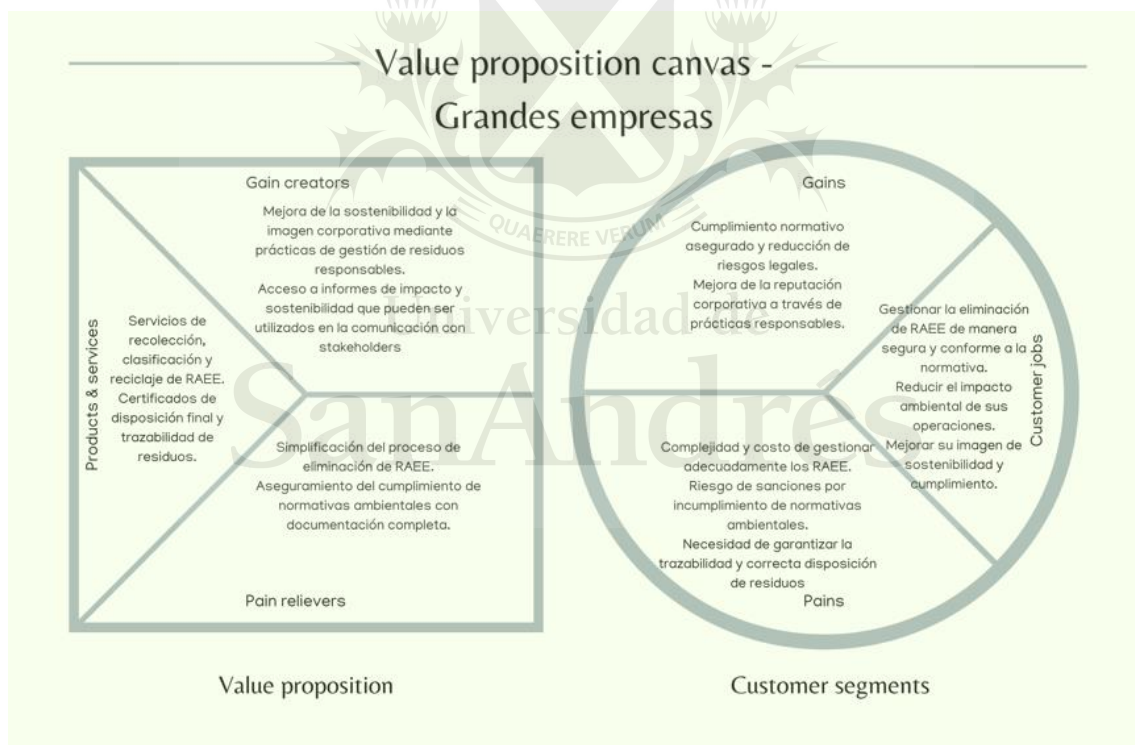 Value proposition canvas -
Grandes empresas
Gain creators
Mejora de la sostenibilidad y la
imagen corporativa mediante
prácticas de gestión de residuos
responsables.
Acceso a informes de impacto y
sostenibilidad que pueden ser
utilizados en la comunicación con
stakeholders
Products & services
Servicios de
recolección,
clasificación y
reciclaje de RAEE.
Certificados de
disposición final y
trazabilidad de
residuos.
Simplificación del proceso de
eliminación de RAEE.
Aseguramiento del cumplimiento de
normativas ambientales con
documentación completa.
Pain relievers
Value proposition
Gains
Cumplimiento normativo
asegurado y reducción de
riesgos legales.
Mejora de la reputación
corporativa a través de
prácticas responsables.
Gestionar la eliminación
de RAEE de manera
segura y conforme a la
normativa.
Reducir el impacto
ambiental de sus
operaciones.
Mejorar su imagen de
sostenibilidad y
cumplimiento.
Customer jobs
Complejidad y costo de gestionar
adecuadamente los RAEE.
Riesgo de sanciones por
incumplimiento de normativas
ambientales.
Necesidad de garantizar la
trazabilidad y correcta disposición
de residuos
Pains
Customer segments
QUAERERE VERUM
Universidad de
SanAndrés